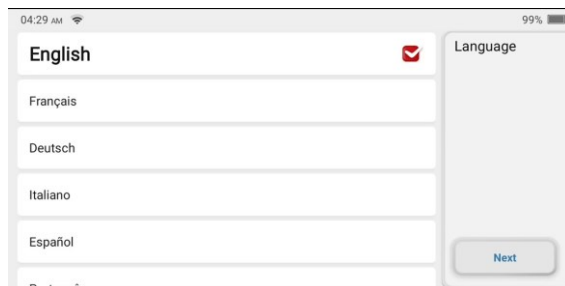 04:29 AM
99%
English
Language
Français
Deutsch
Italiano
Español
Next